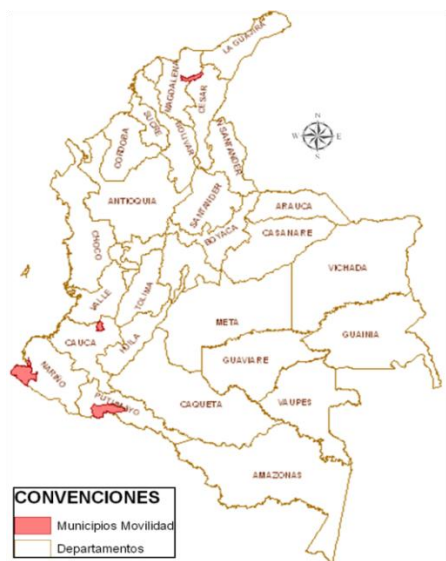 LA GUAJIRA
MAGDALENA
CESAR
SUCRE
BOLIVAR
CORDOBA
N SANTANDER
N
W
E
S
ANTIOQUIA
SANTANDER
ARAUCA
BOYACA
CASANARE
CHOCO
VICHADA
VALLE
TOLIMA
META
GUAINIA
CAUCA
HUILA
GUAVIARE
NARIÑO
PUTUMAYO
CAQUETA
VAUPES
AMAZONAS
CONVENCIONES
Municipios Movilidad
Departamentos